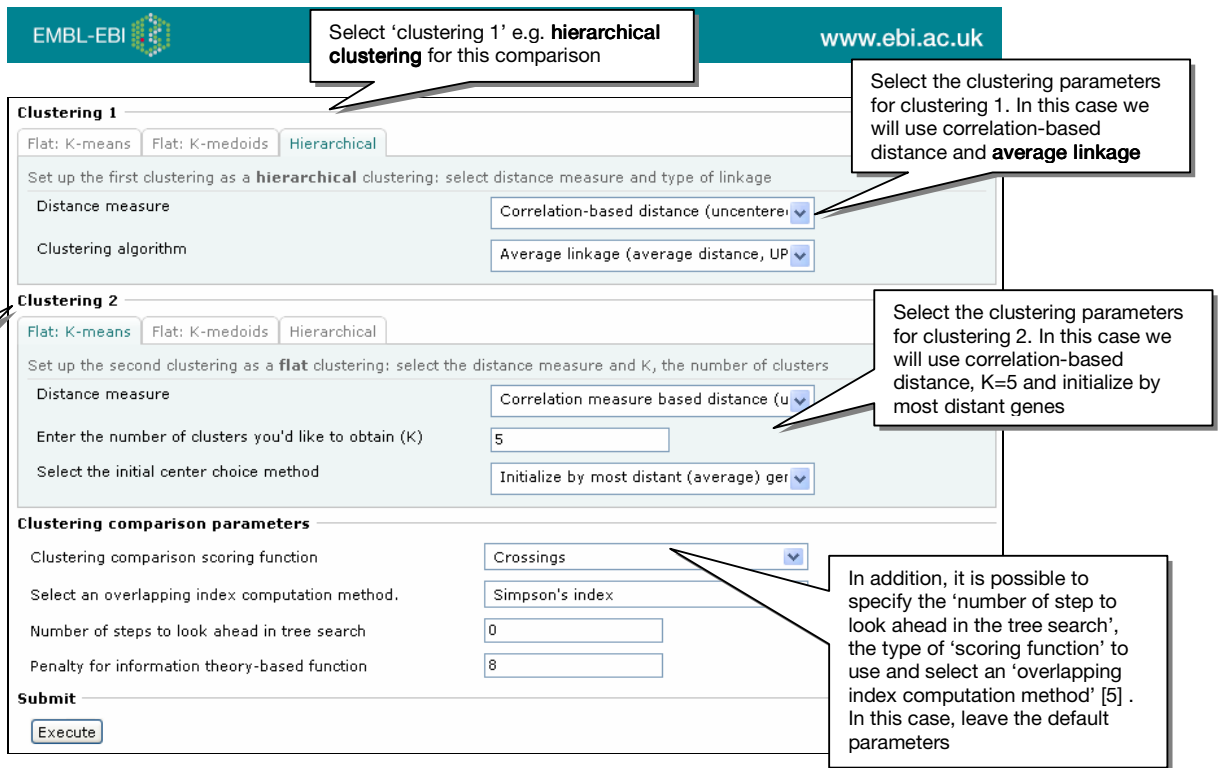 EMBL-EBI
www.ebi.ac.uk
Select ‘clustering 1’ e.g. hierarchical
clustering for this comparison
Select the clustering parameters
for clustering 1. In this case we
will use correlation-based
distance and average linkage
Clustering 1
Flat: K-means
Flat: K-medoids
Hierarchical
Set up the first clustering as a hierarchical clustering: select distance measure and type of linkage
Distance measure
Correlation-based distance (uncentere
Clustering algorithm
Average linkage (average distance, UP
Clustering 2
Flat: K-means
Flat: K-medoids
Hierarchical
Select the clustering parameters
for clustering 2. In this case we
will use correlation-based
distance, K=5 and initialize by
most distant genes
Set up the second clustering as a flat clustering: select the distance measure and K, the number of clusters
Distance measure
Correlation measure based distance (u
Enter the number of clusters you'd like to obtain (K)
5
Select the initial center choice method
Initialize by most distant (average) ger
Clustering comparison parameters
Clustering comparison scoring function
Crossings
Select an overlapping index computation method.
Simpson's index
Number of steps to look ahead in tree search
0
Penalty for information theory-based function
8
In addition, it is possible to
specify the ‘number of step to
look ahead in the tree search’,
the type of ‘scoring function’ to
use and select an ‘overlapping
index computation method’ [5] .
In this case, leave the default
parameters
Submit
Execute